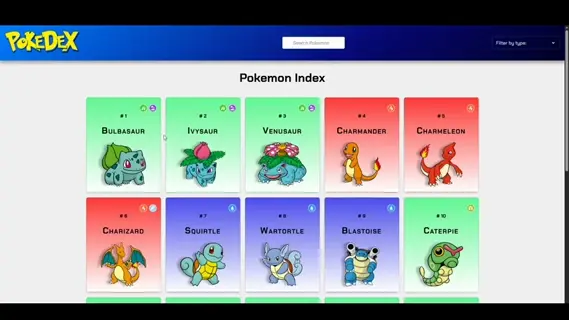 POKEDEX
Search a Pokemon!
Filter by type:
Pokemon Index
#1
Bulbasaur
#2
Ivysaur
#3
Venusaur
#4
Charmander
#5
Charmeleon
#6
Charizard
#7
Squirtle
#8
Wartortle
#9
Blastoise
#10
Caterpie